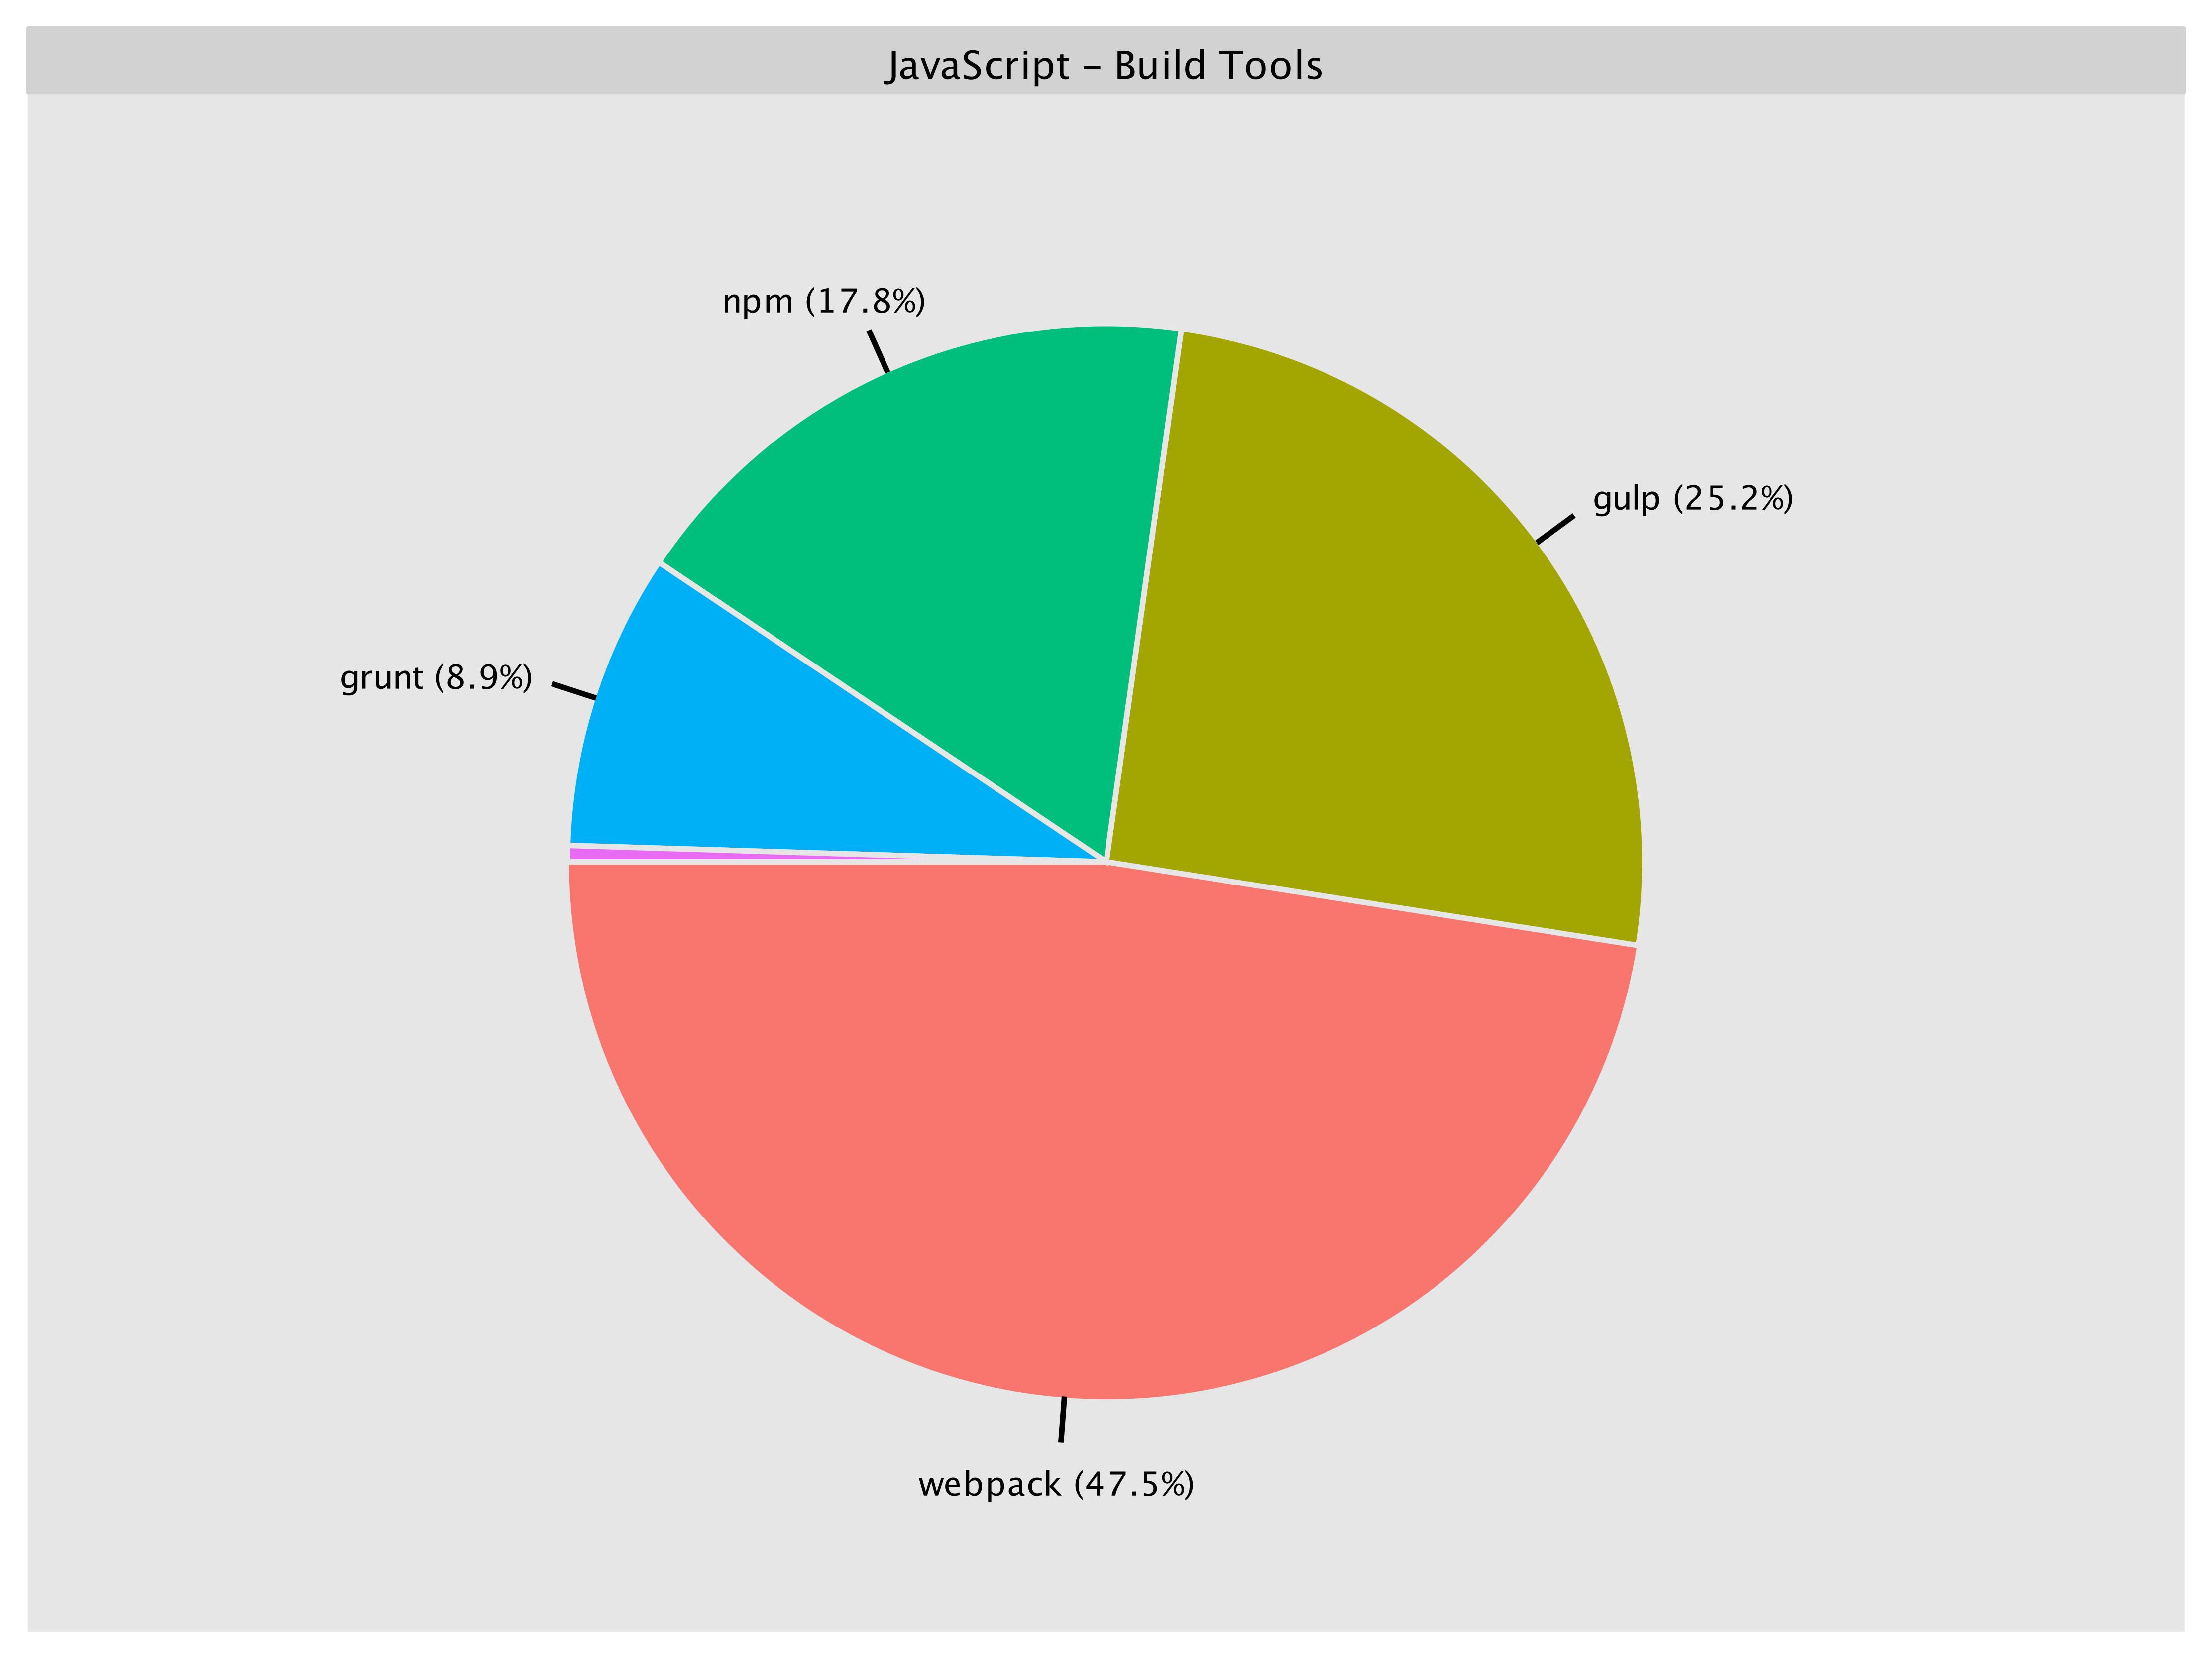 JavaScript – Build Tools
npm (17.8%)
gulp (25.2%)
grunt (8.9%)
webpack (47.5%)